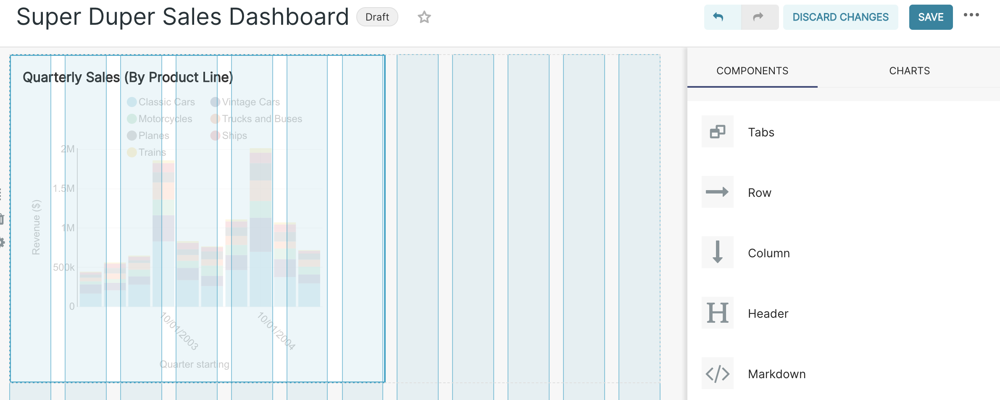 Super Duper Sales Dashboard Draft DISCARD CHANGES SAVE
COMPONENTS CHARTS
Quarterly Sales (By Product Line)
Classic Cars Vintage Cars
Motorcycles Trucks and Buses
Planes Ships
Trains
2M
1.5M
1M
500k
0
Revenue ($)
10/01/2003 10/01/2004
Quarter starting
Tabs
Row
Column
Header
Markdown